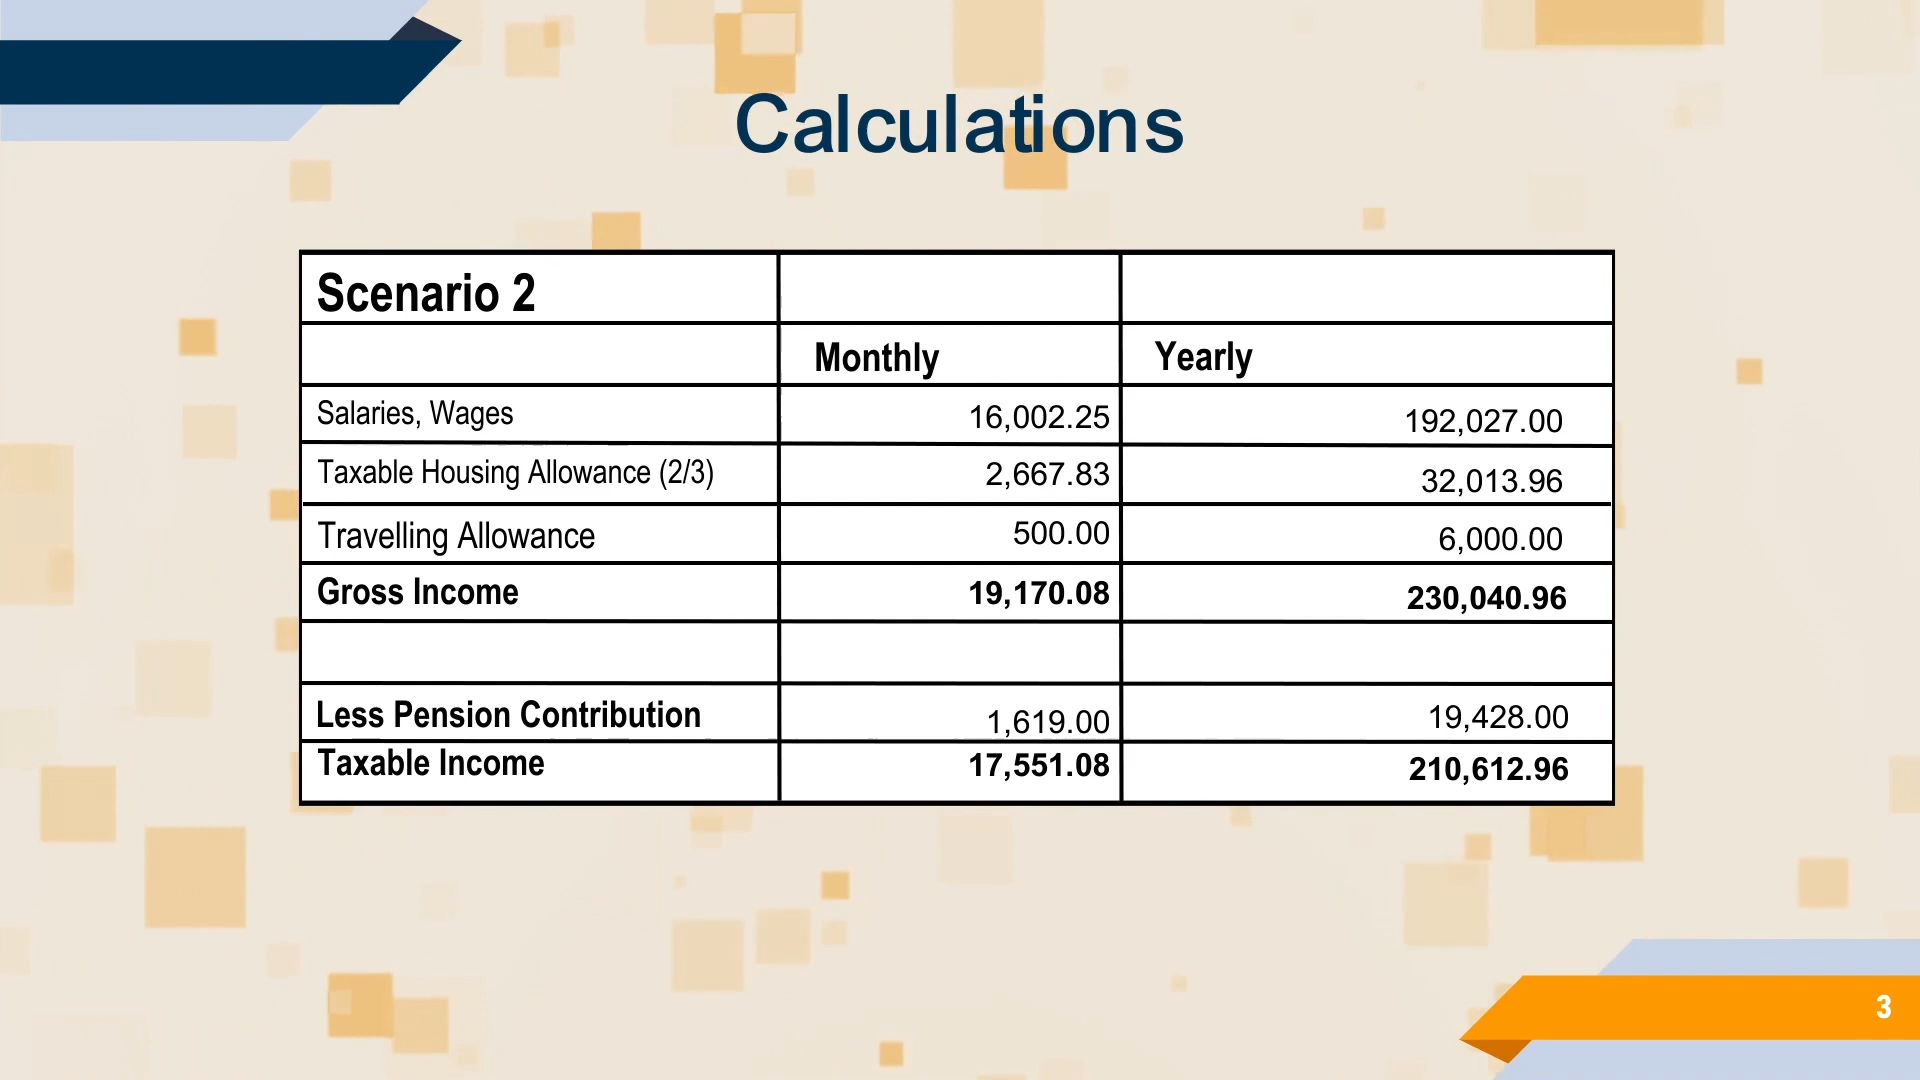 Calculations
Scenario 2
Monthly Yearly
Salaries, Wages 16,002.25 192,027.00
Taxable Housing Allowance (2/3) 2,667.83 32,013.96
Travelling Allowance 500.00 6,000.00
Gross Income 19,170.08 230,040.96
Less Pension Contribution 1,619.00 19,428.00
Taxable Income 17,551.08 210,612.96
3